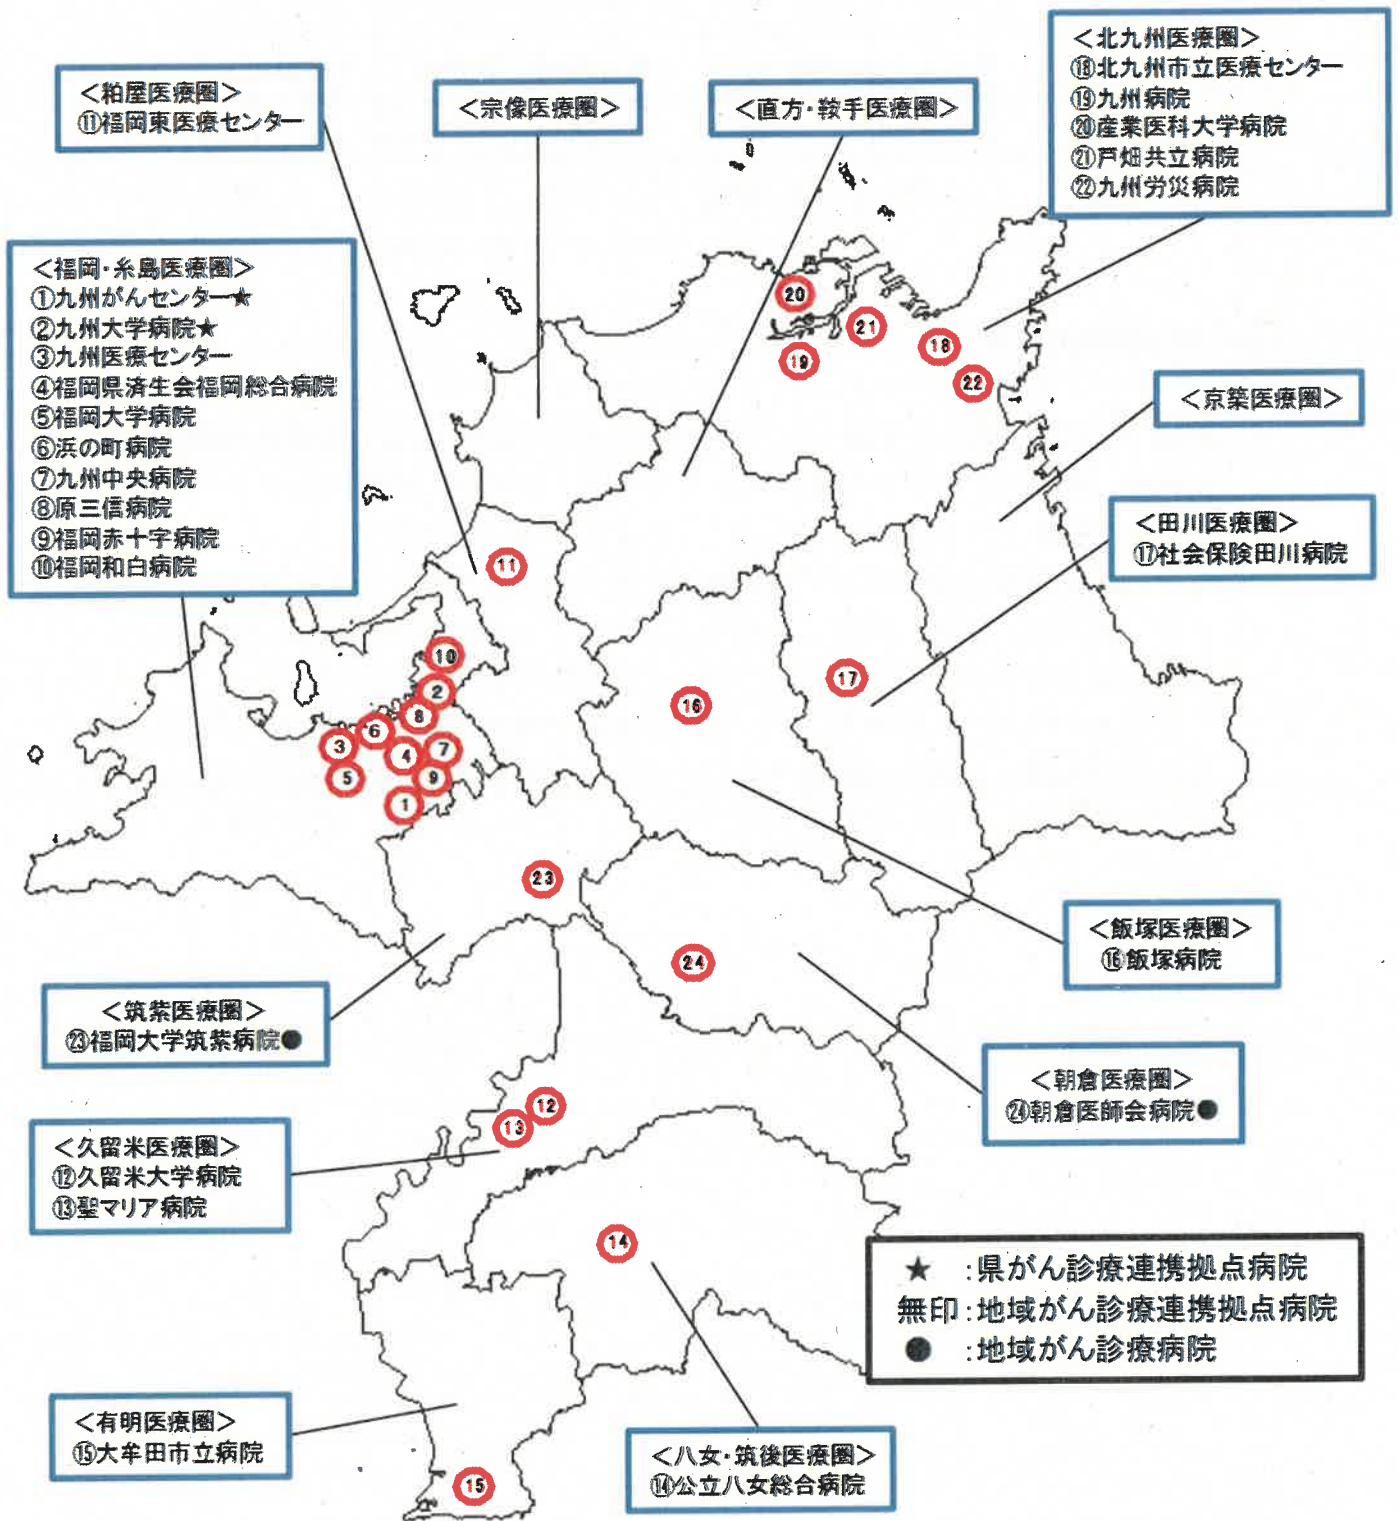 ＜粕屋医療圏＞
⑪福岡東医療センター
＜宗像医療圏＞
＜直方・鞍手医療圏＞
＜北九州医療圏＞
⑱北九州市立医療センター
⑲九州病院
⑳産業医科大学病院
㉑戸畑共立病院
㉒九州労災病院
＜福岡・糸島医療圏＞
①九州がんセンター★
②九州大学病院★
③九州医療センター
④福岡県済生会福岡総合病院
⑤福岡大学病院
⑥浜の町病院
⑦九州中央病院
⑧原三信病院
⑨福岡赤十字病院
⑩福岡和白病院
＜京築医療圏＞
＜田川医療圏＞
⑰社会保険田川病院
20
21
18
19
22
11
10
2
8
6
3
4
7
5
9
1
17
16
23
24
＜飯塚医療圏＞
⑯飯塚病院
＜筑紫医療圏＞
㉓福岡大学筑紫病院●
＜朝倉医療圏＞
㉔朝倉医師会病院●
12
13
＜久留米医療圏＞
⑫久留米大学病院
⑬聖マリア病院
14
★ ：県がん診療連携拠点病院
無印：地域がん診療連携拠点病院
● ：地域がん診療病院
＜有明医療圏＞
⑮大牟田市立病院
15
＜八女・筑後医療圏＞
⑭公立八女総合病院